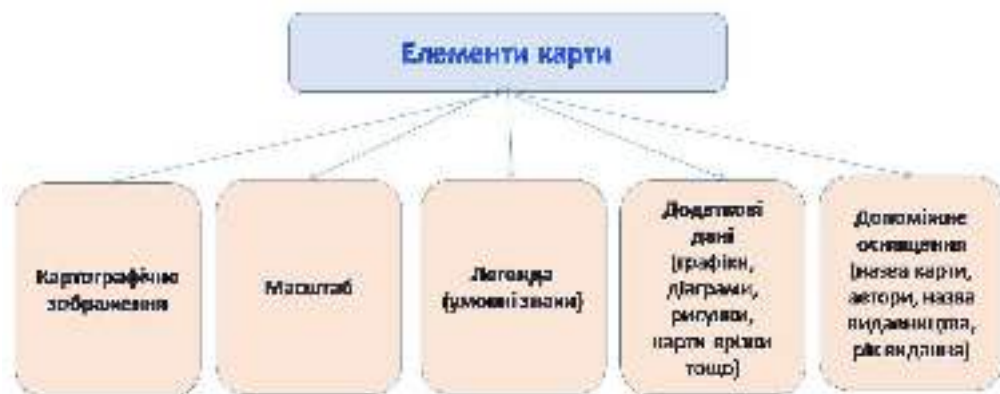 Елементи карти
Картографічне
зображення
Масштаб
Легенда
(умовні знаки)
Додаткові
дані
(графіки,
діаграми,
рисунки,
карти врізки
тощо)
Допоміжне
оснащення
(назва карти,
автори, назва
видавництва,
рік видання)